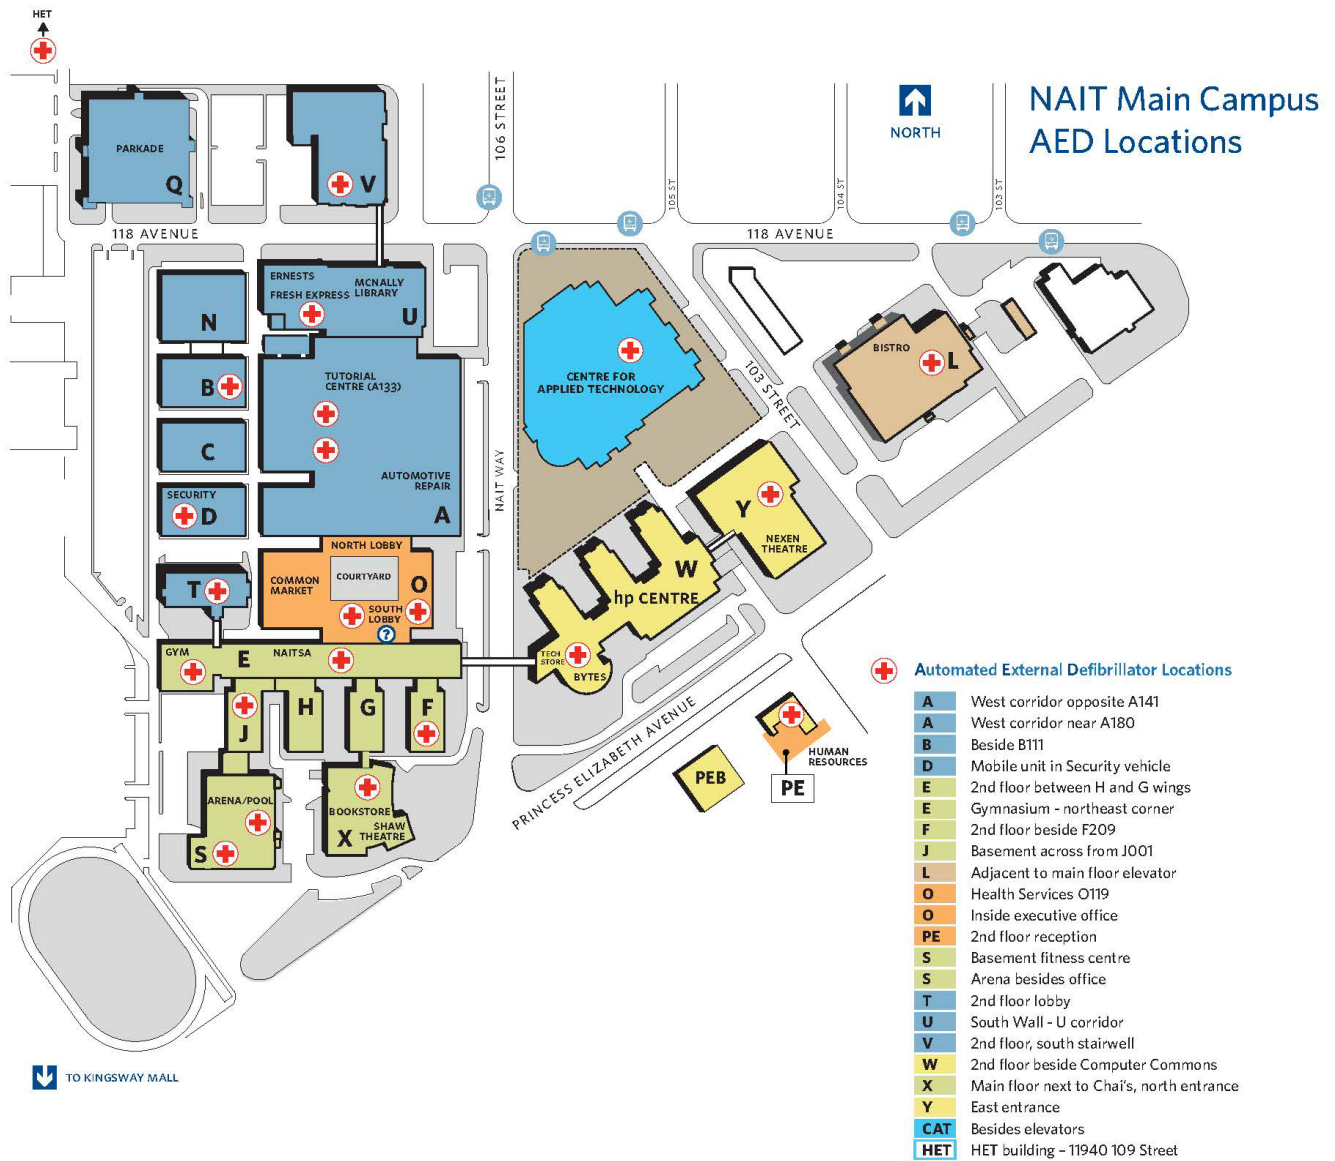 HET
NAIT Main Campus
AED Locations
NORTH
106 STREET
PARKADE
Q
V
105 ST
104 ST
103 ST
118 AVENUE
118 AVENUE
ERNESTS
FRESH EXPRESS
MCNALLY
LIBRARY
U
N
B
TUTORIAL
CENTRE (A133)
CENTRE FOR
APPLIED TECHNOLOGY
103 STREET
BISTRO
L
C
AUTOMOTIVE
REPAIR
NAIT WAY
SECURITY
D
A
Y
NEXEN
THEATRE
NORTH LOBBY
COURTYARD
COMMON
MARKET
O
SOUTH
LOBBY
?
T
W
hp CENTRE
GYM
E
NAITSA
TECH
STORE
BYTES
H
G
F
J
PRINCESS ELIZABETH AVENUE
PEB
HUMAN
RESOURCES
PE
ARENA/POOL
S
BOOKSTORE
SHAW
THEATRE
X
TO KINGSWAY MALL
Automated External Defibrillator Locations
A West corridor opposite A141
A West corridor near A180
B Beside B111
D Mobile unit in Security vehicle
E 2nd floor between H and G wings
E Gymnasium - northeast corner
F 2nd floor beside F209
J Basement across from J001
L Adjacent to main floor elevator
O Health Services O119
O Inside executive office
PE 2nd floor reception
S Basement fitness centre
S Arena besides office
T 2nd floor lobby
U South Wall - U corridor
V 2nd floor, south stairwell
W 2nd floor beside Computer Commons
X Main floor next to Chai's, north entrance
Y East entrance
CAT Besides elevators
HET HET building – 11940 109 Street